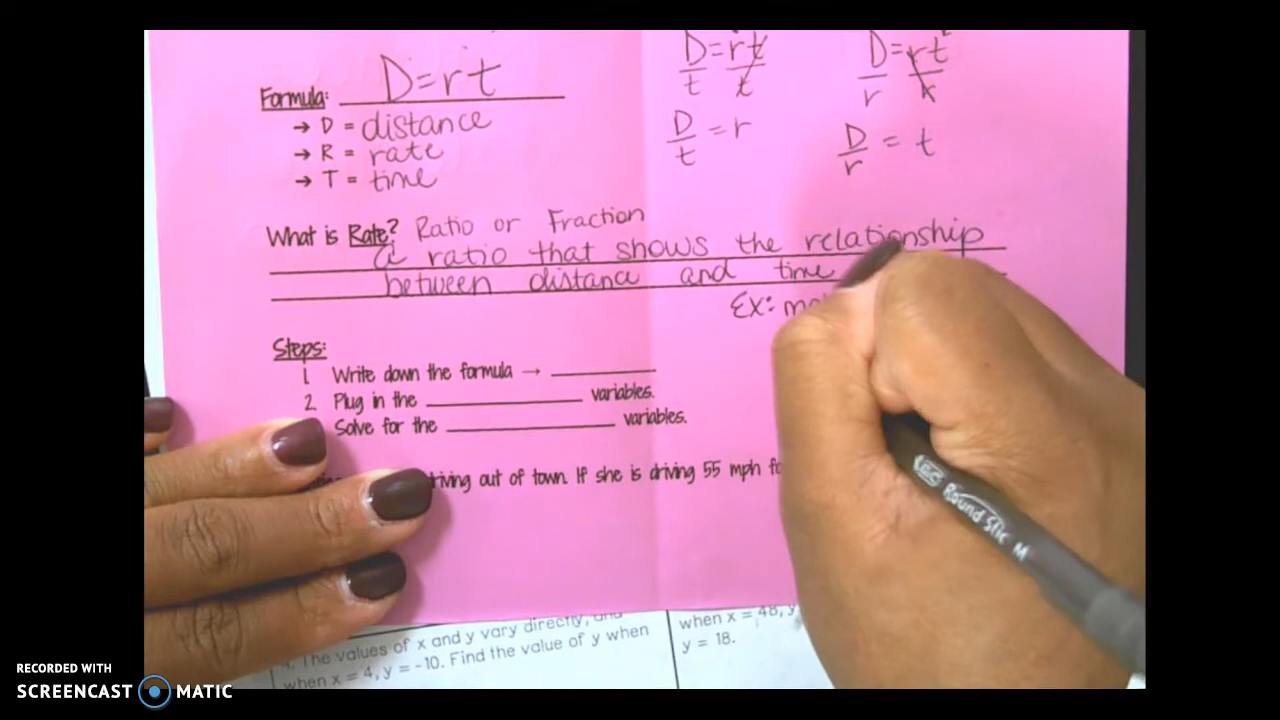 D=rt
Formula:
→ D = distance
→ R = rate
→ T = time
D=rt
t t
D
t = r
D=rt
r r
D
r = t
What is Rate? Ratio or Fraction
a ratio that shows the relationship
between distance and time
Ex:
Steps:
1. Write down the formula →
2. Plug in the variables.
Solve for the variables.
driving out of town. If she is driving 55 mph
The values of x and y vary directly, and
when x = 4, y = -10. Find the value of y when
when x = 48, y
y = 18.
BIC Round Stic M
RECORDED WITH
SCREENCAST MATIC